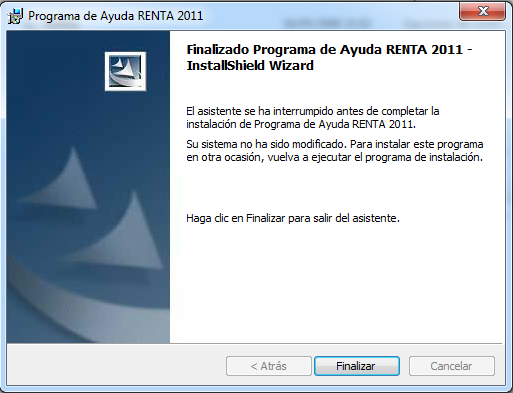 Programa de Ayuda RENTA 2011
Finalizado Programa de Ayuda RENTA 2011 -
InstallShield Wizard
El asistente se ha interrumpido antes de completar la
instalación de Programa de Ayuda RENTA 2011.
Su sistema no ha sido modificado. Para instalar este programa
en otra ocasión, vuelva a ejecutar el programa de instalación.
Haga clic en Finalizar para salir del asistente.
< Atrás
Finalizar
Cancelar